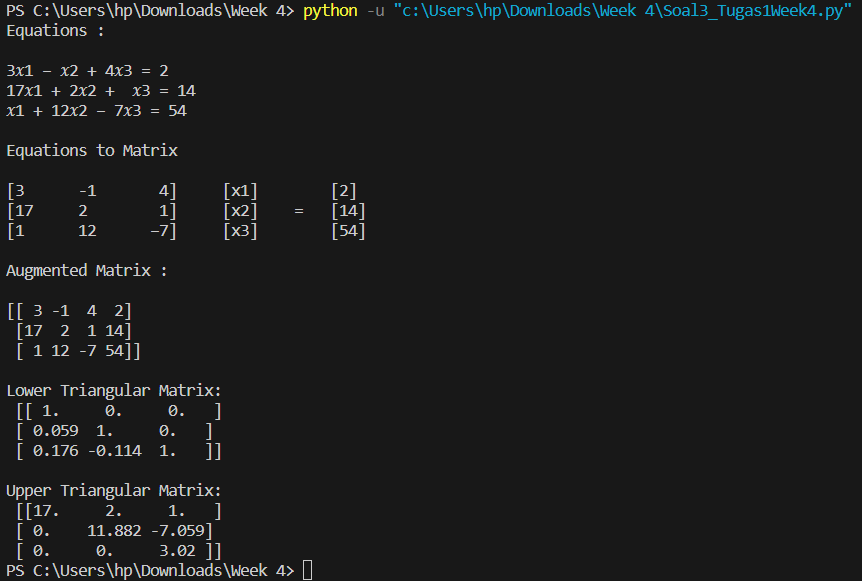 PS C:\Users\hp\Downloads\Week 4> python -u "c:\Users\hp\Downloads\Week 4\Soal3_Tugas1Week4.py"
Equations :
3𝑥1 − 𝑥2 + 4𝑥3 = 2
17𝑥1 + 2𝑥2 +  𝑥3 = 14
𝑥1 + 12𝑥2 − 7𝑥3 = 54
Equations to Matrix
[3      -1       4]     [x1]        [2]
[17     2        1]     [x2]    =   [14]
[1      12      −7]     [x3]        [54]
Augmented Matrix :
[[ 3 -1  4  2]
 [17  2  1 14]
 [ 1 12 -7 54]]
Lower Triangular Matrix:
 [[ 1.     0.     0.   ]
 [ 0.059  1.     0.   ]
 [ 0.176 -0.114  1.   ]]
Upper Triangular Matrix:
 [[17.     2.     1.   ]
 [ 0.    11.882 -7.059]
 [ 0.     0.     3.02 ]]
PS C:\Users\hp\Downloads\Week 4>